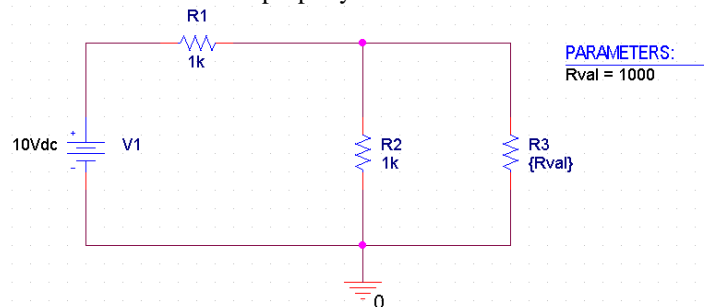 R1
1k
PARAMETERS:
Rval = 1000
10Vdc
+
-
V1
R2
1k
R3
{Rval}
0